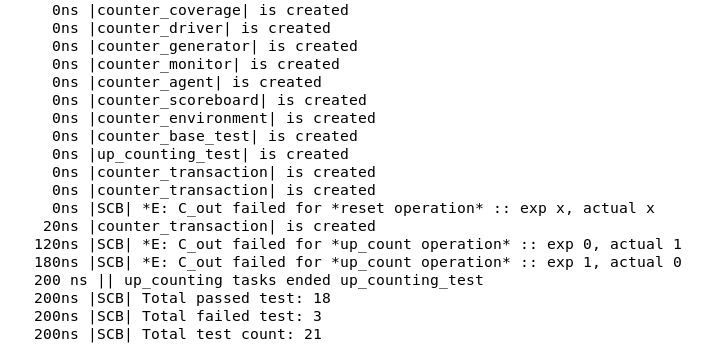 0ns |counter_coverage| is created
0ns |counter_driver| is created
0ns |counter_generator| is created
0ns |counter_monitor| is created
0ns |counter_agent| is created
0ns |counter_scoreboard| is created
0ns |counter_environment| is created
0ns |counter_base_test| is created
0ns |up_counting_test| is created
0ns |counter_transaction| is created
0ns |counter_transaction| is created
0ns |SCB| *E: C_out failed for *reset operation* :: exp x, actual x
20ns |counter_transaction| is created
120ns |SCB| *E: C_out failed for *up_count operation* :: exp 0, actual 1
180ns |SCB| *E: C_out failed for *up_count operation* :: exp 1, actual 0
200 ns || up_counting tasks ended up_counting_test
200ns |SCB| Total passed test: 18
200ns |SCB| Total failed test: 3
200ns |SCB| Total test count: 21